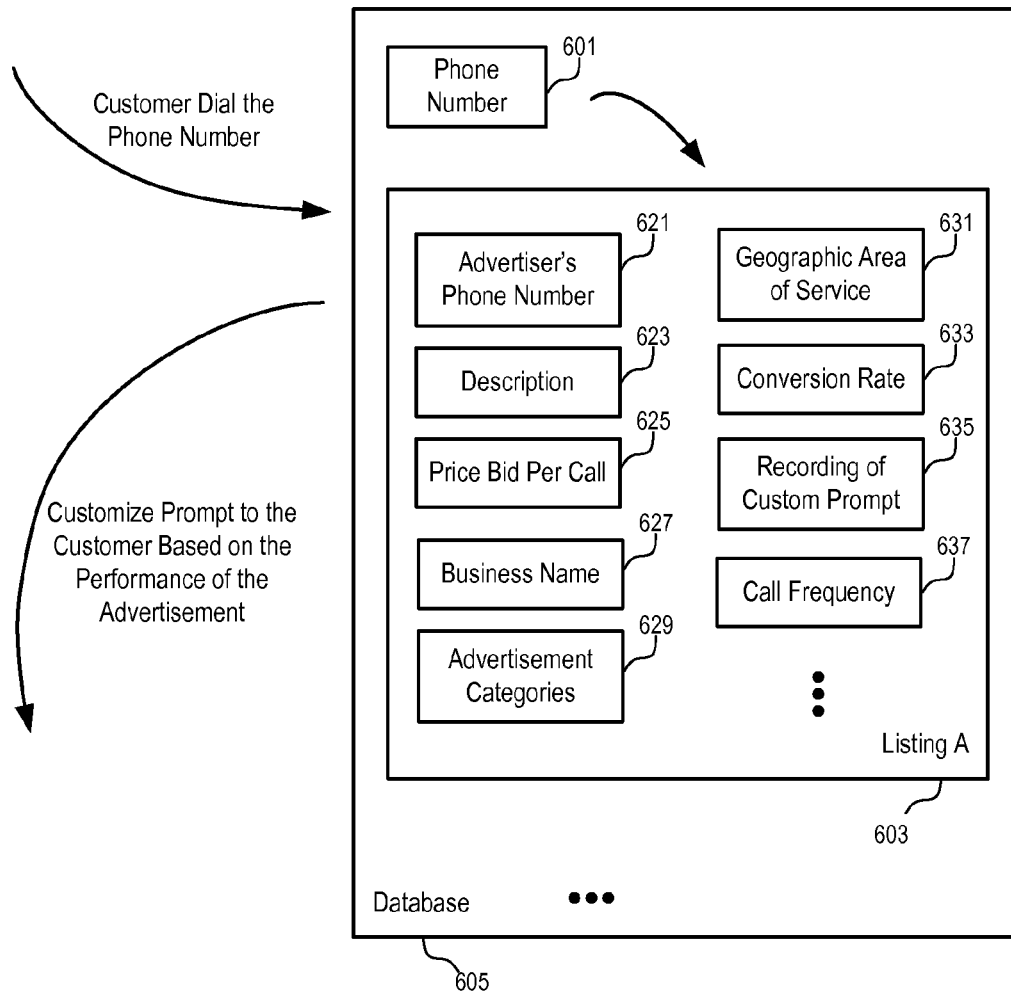 601
Phone
Number
Customer Dial the
Phone Number
621
Advertiser's
Phone Number
623
Description
625
Price Bid Per Call
627
Business Name
629
Advertisement
Categories
631
Geographic Area
of Service
633
Conversion Rate
635
Recording of
Custom Prompt
637
Call Frequency
Listing A
603
Customize Prompt to the
Customer Based on the
Performance of the
Advertisement
Database
605